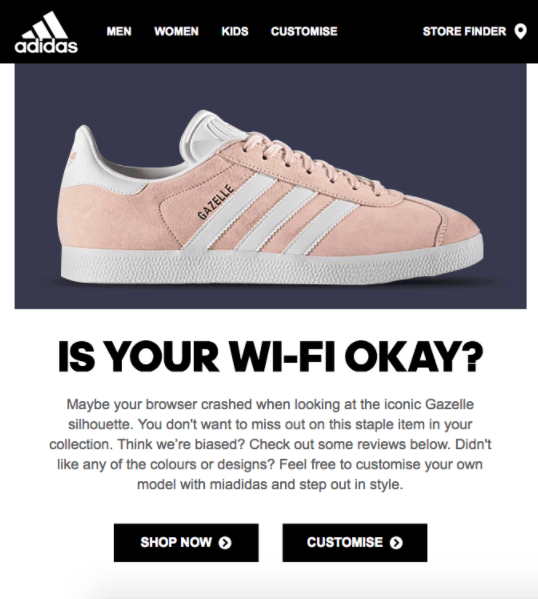 adidas
MEN WOMEN KIDS CUSTOMISE STORE FINDER
GAZELLE
IS YOUR WI-FI OKAY?
Maybe your browser crashed when looking at the iconic Gazelle
silhouette. You don't want to miss out on this staple item in your
collection. Think we're biased? Check out some reviews below. Didn't
like any of the colours or designs? Feel free to customise your own
model with miadidas and step out in style.
SHOP NOW CUSTOMISE